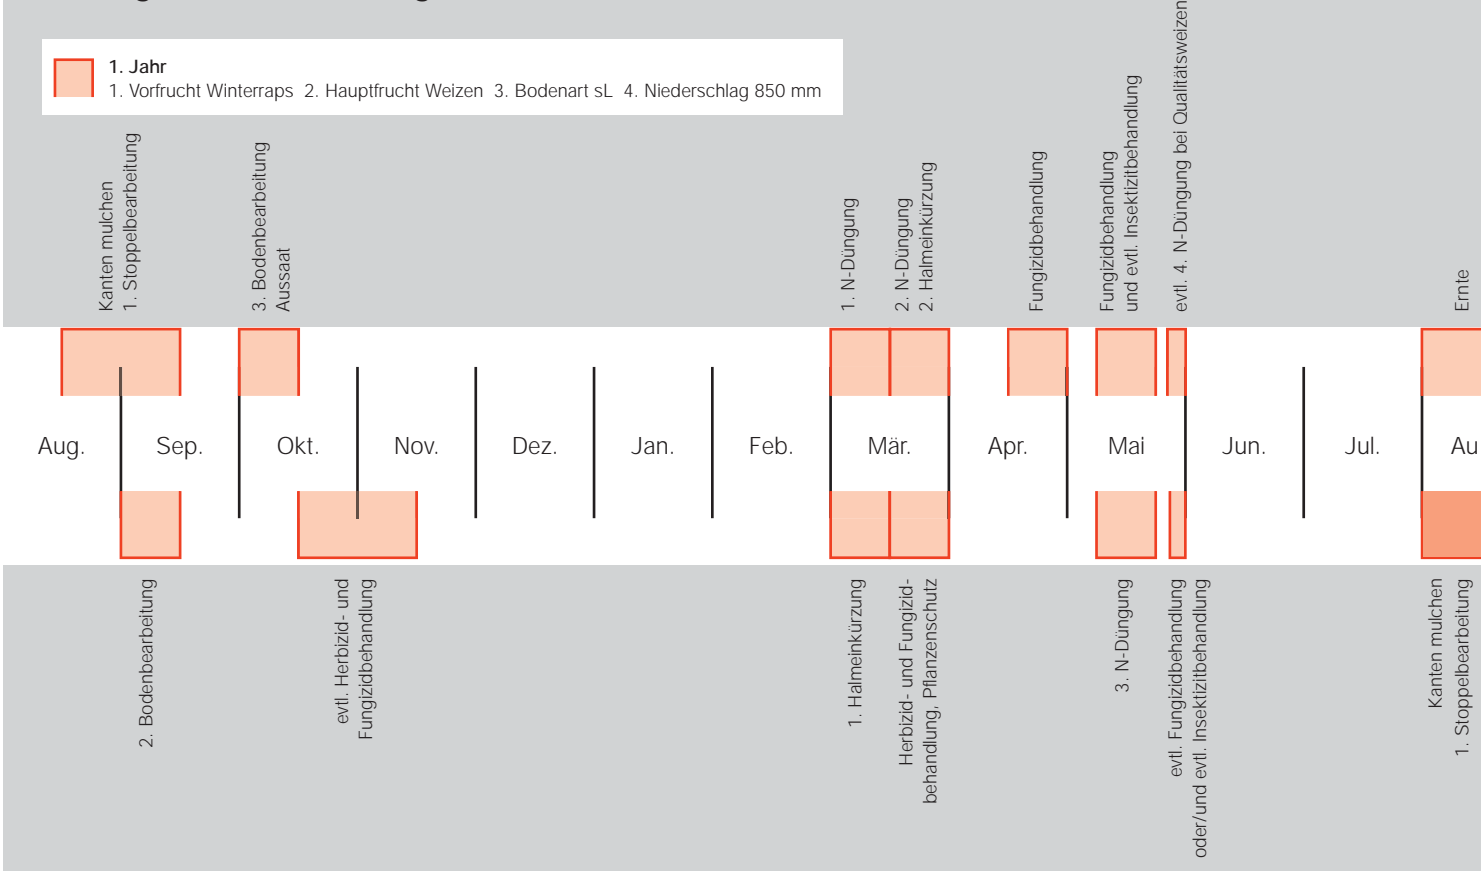 1. Jahr
1. Vorfrucht Winterraps 2. Hauptfrucht Weizen 3. Bodenart sL 4. Niederschlag 850 mm
Kanten mulchen
1. Stoppelbearbeitung
3. Bodenbearbeitung
Aussaat
1. N-Düngung
2. N-Düngung
2. Halmeinkürzung
Fungizidbehandlung
Fungizidbehandlung
und evtl. Insektizitbehandlung
evtl. 4. N-Düngung bei Qualitätsweizen
Ernte
Aug.
Sep.
Okt.
Nov.
Dez.
Jan.
Feb.
Mär.
Apr.
Mai
Jun.
Jul.
Au
2. Bodenbearbeitung
evtl. Herbizid- und
Fungizidbehandlung
1. Halmeinkürzung
Herbizid- und Fungizid-
behandlung, Pflanzenschutz
3. N-Düngung
evtl. Fungizidbehandlung
oder/und evtl. Insektizitbehandlung
Kanten mulchen
1. Stoppelbearbeitung